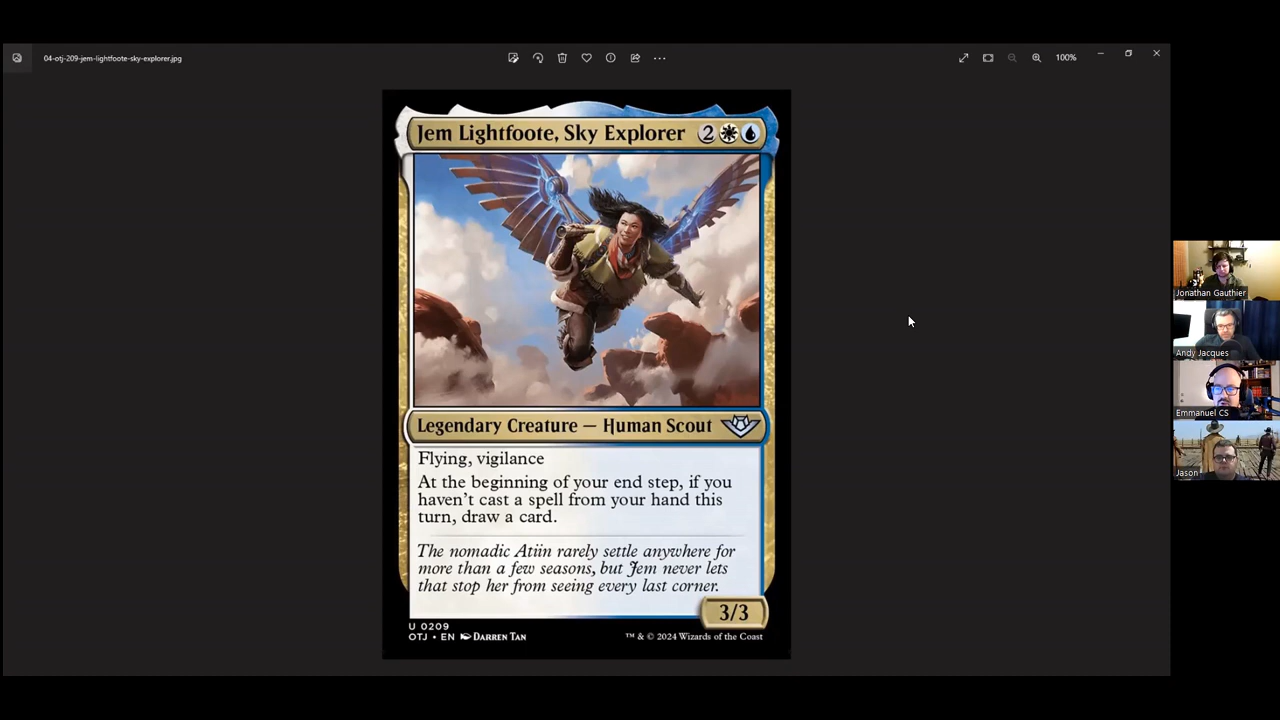 04-otj-209-jem-lightfoote-sky-explorer.jpg
100%
Jem Lightfoote, Sky Explorer 2
Legendary Creature — Human Scout
Flying, vigilance
At the beginning of your end step, if you
haven't cast a spell from your hand this
turn, draw a card.
The nomadic Atiin rarely settle anywhere for
more than a few seasons, but Jem never lets
that stop her from seeing every last corner.
3/3
U 0209
OTJ • EN DARREN TAN
™ & © 2024 Wizards of the Coast
Jonathan Gauthier
Andy Jacques
Emmanuel CS
Jason